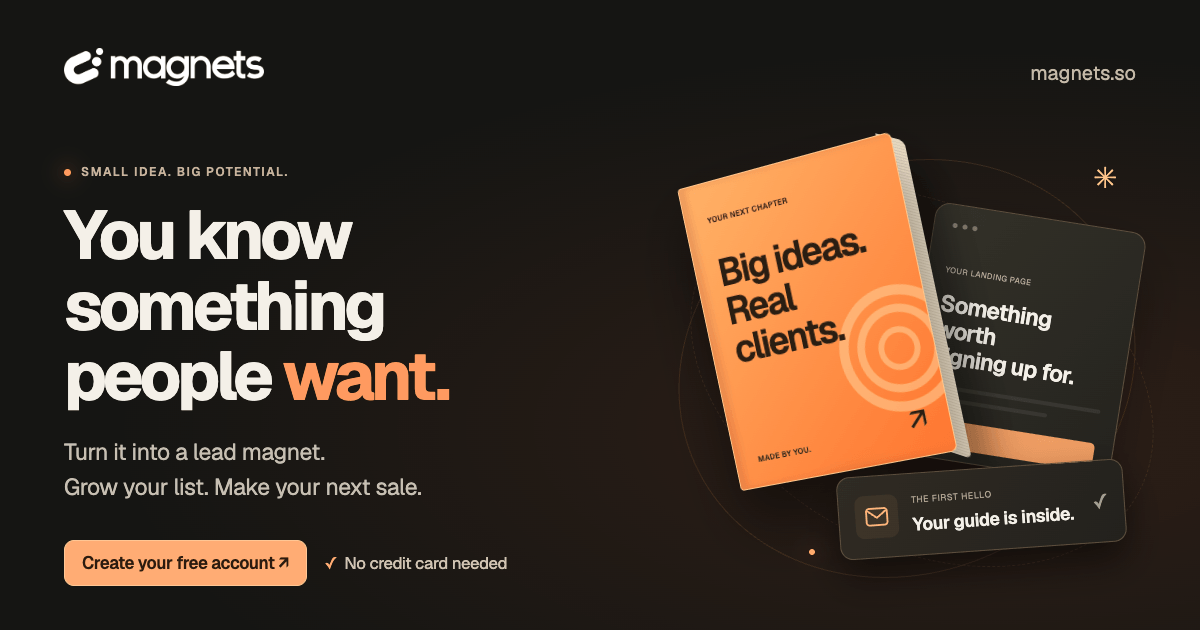 magnets
magnets.so
SMALL IDEA. BIG POTENTIAL.
You know
something
people want.
Turn it into a lead magnet.
Grow your list. Make your next sale.
Create your free account ↗
✓ No credit card needed
YOUR NEXT CHAPTER
Big ideas.
Real
clients.
MADE BY YOU.
YOUR LANDING PAGE
Something
up for.
THE FIRST HELLO
Your guide is inside.